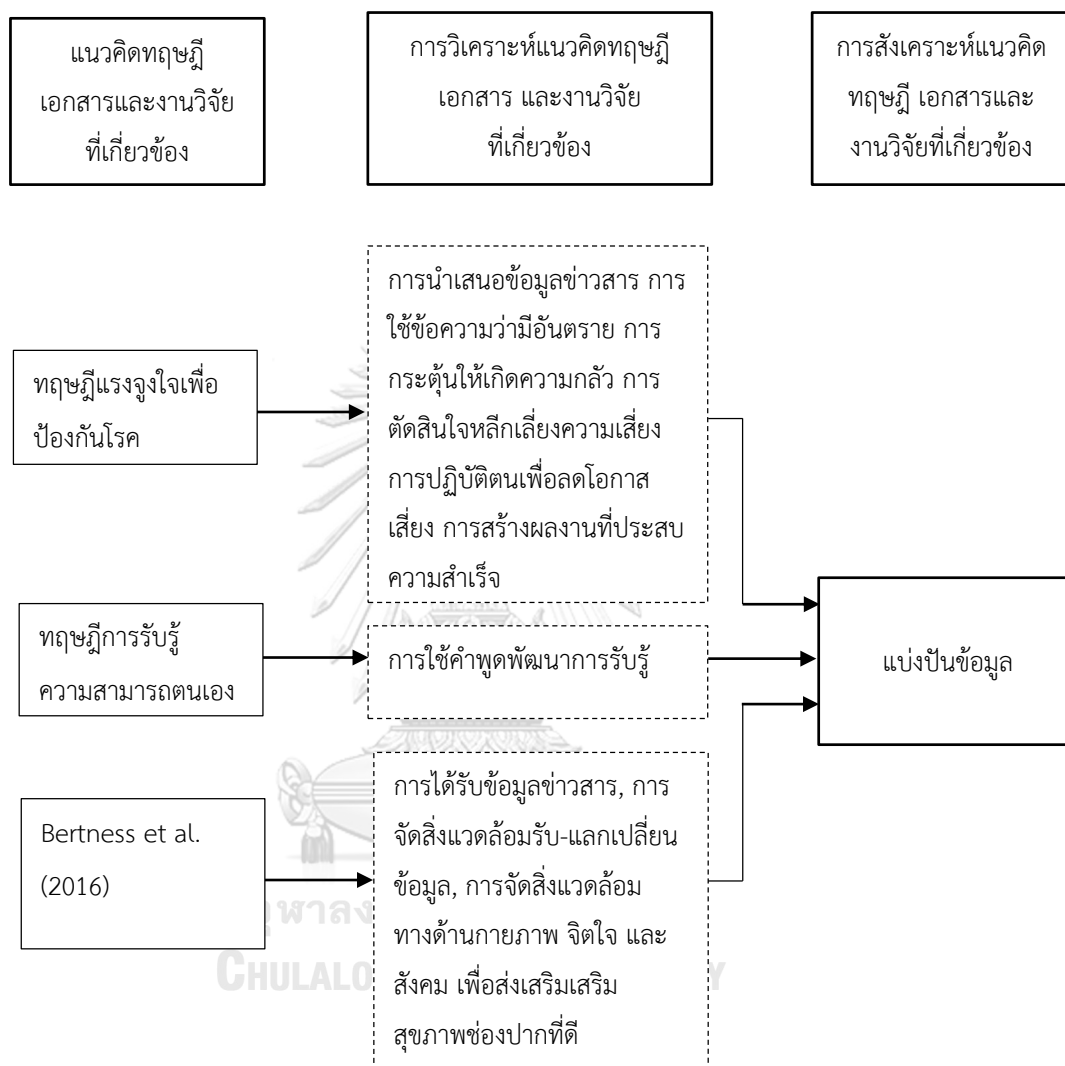 แนวคิดทฤษฎี
เอกสารและงานวิจัย
ที่เกี่ยวข้อง
การวิเคราะห์แนวคิดทฤษฎี
เอกสาร และงานวิจัย
ที่เกี่ยวข้อง
การสังเคราะห์แนวคิด
ทฤษฎี เอกสารและ
งานวิจัยที่เกี่ยวข้อง
ทฤษฎีแรงจูงใจเพื่อ
ป้องกันโรค
การนำเสนอข้อมูลข่าวสาร การ
ใช้ข้อความว่ามีอันตราย การ
กระตุ้นให้เกิดความกลัว การ
ตัดสินใจหลีกเลี่ยงความเสี่ยง
การปฏิบัติตนเพื่อลดโอกาส
เสี่ยง การสร้างผลงานที่ประสบ
ความสำเร็จ
ทฤษฎีการรับรู้
ความสามารถตนเอง
การใช้คำพูดพัฒนาการรับรู้
แบ่งปันข้อมูล
Bertness et al.
(2016)
การได้รับข้อมูลข่าวสาร, การ
จัดสิ่งแวดล้อมรับ-แลกเปลี่ยน
ข้อมูล, การจัดสิ่งแวดล้อม
ทางด้านกายภาพ จิตใจ และ
สังคม เพื่อส่งเสริมเสริม
สุขภาพช่องปากที่ดี